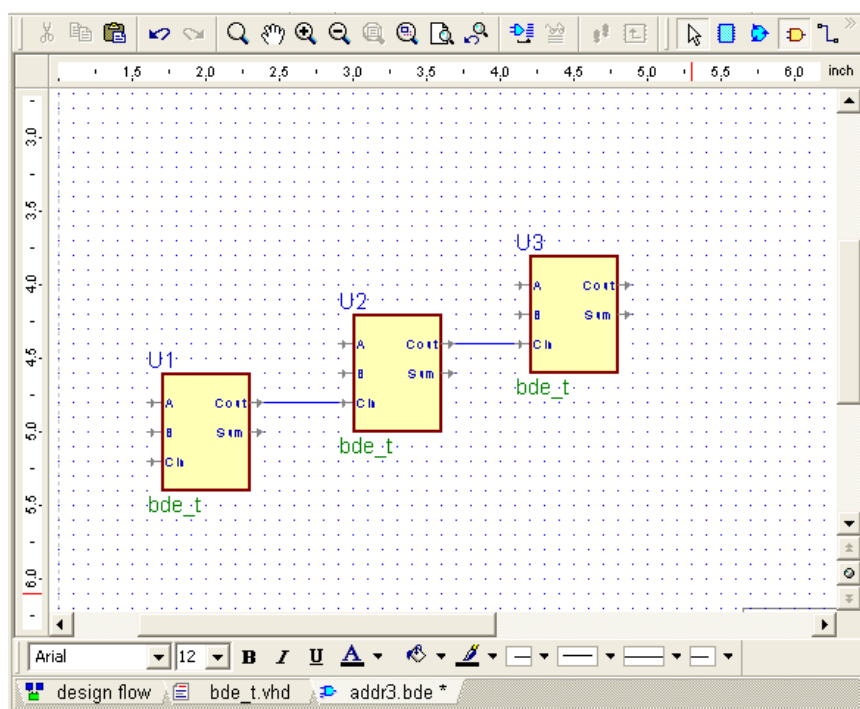 1,5 2,0 2,5 3,0 3,5 4,0 4,5 5,0 5,5 6,0 inch
3,0
3,5
4,0
4,5
5,0
5,5
6,0
U3
A Cout
B Sum
Cin
bde_t
U2
A Cout
B Sum
Cin
bde_t
U1
A Cout
B Sum
Cin
bde_t
Arial 12 B I U A
design flow bde_t.vhd addr3.bde *